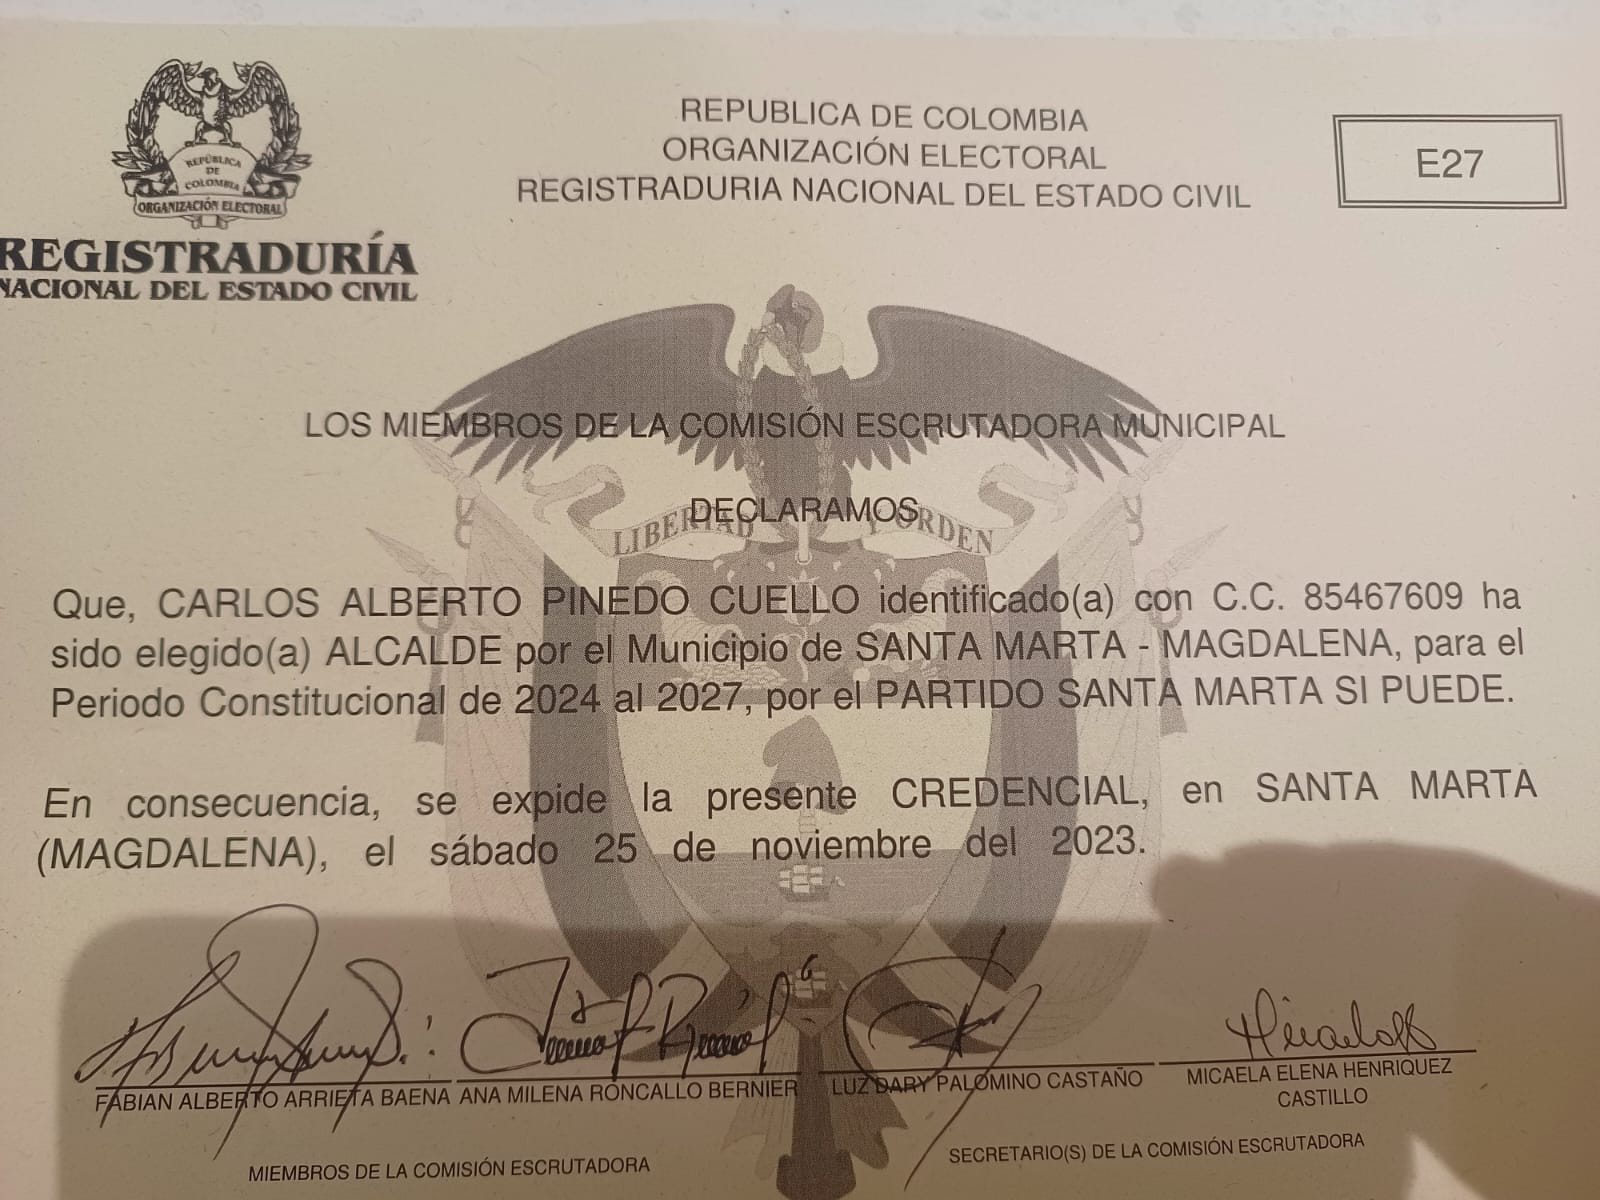 REPÚBLICA
DE
COLOMBIA
ORGANIZACIÓN ELECTORAL
REGISTRADURÍA
NACIONAL DEL ESTADO CIVIL
REPUBLICA DE COLOMBIA
ORGANIZACIÓN ELECTORAL
REGISTRADURIA NACIONAL DEL ESTADO CIVIL
E27
LOS MIEMBROS DE LA COMISIÓN ESCRUTADORA MUNICIPAL
DECLARAMOS
LIBERTAD Y ORDEN
Que, CARLOS ALBERTO PINEDO CUELLO identificado(a) con C.C. 85467609 ha
sido elegido(a) ALCALDE por el Municipio de SANTA MARTA - MAGDALENA, para el
Periodo Constitucional de 2024 al 2027, por el PARTIDO SANTA MARTA SI PUEDE.
En consecuencia, se expide la presente CREDENCIAL, en SANTA MARTA
(MAGDALENA), el sábado 25 de noviembre del 2023.
FABIAN ALBERTO ARRIETA BAENA ANA MILENA RONCALLO BERNIER LUZ DARY PALOMINO CASTAÑO MICAELA ELENA HENRIQUEZ
CASTILLO
MIEMBROS DE LA COMISIÓN ESCRUTADORA
SECRETARIO(S) DE LA COMISIÓN ESCRUTADORA